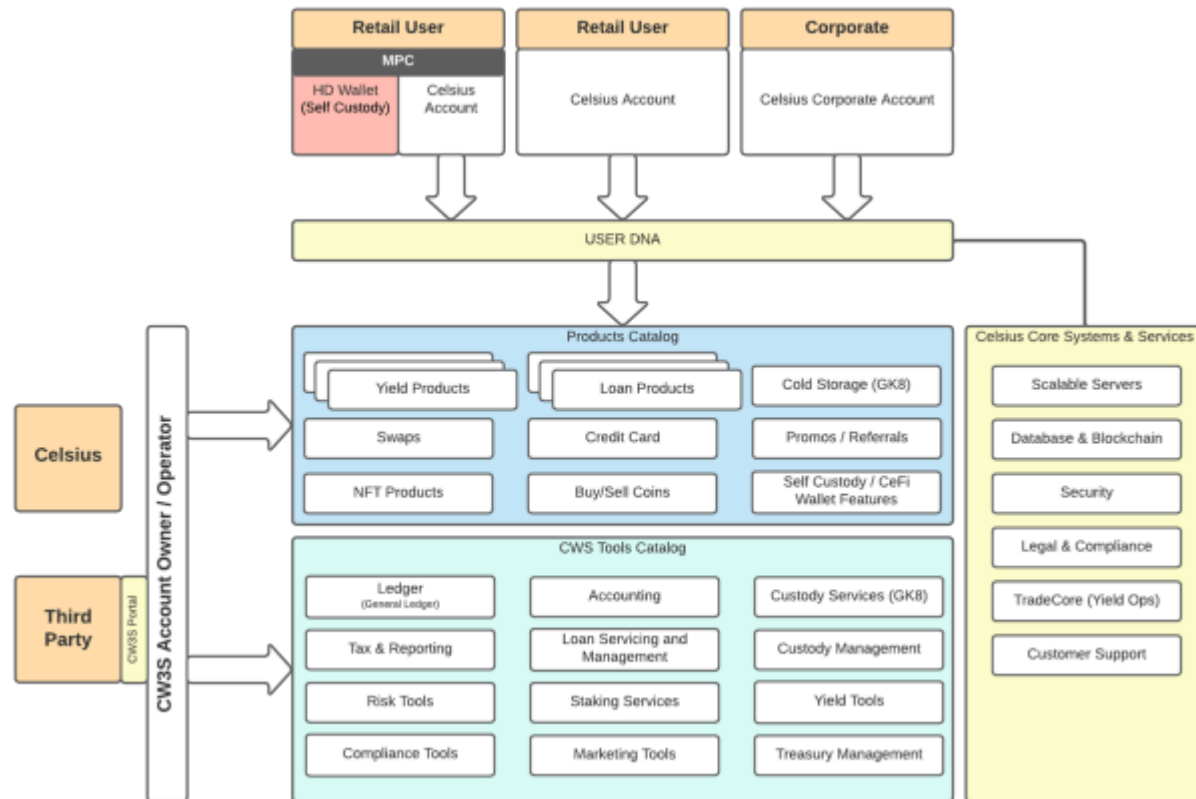 Retail User
Retail User
Corporate
MPC
HD Wallet
(Self Custody)
Celsius
Account
Celsius Account
Celsius Corporate Account
USER DNA
Products Catalog
Yield Products
Loan Products
Cold Storage (GK8)
Swaps
Credit Card
Promos / Referrals
NFT Products
Buy/Sell Coins
Self Custody / CeFi
Wallet Features
Celsius Core Systems & Services
Scalable Servers
Database & Blockchain
Security
Legal & Compliance
TradeCore (Yield Ops)
Customer Support
Celsius
Third
Party
CW3S Portal
CW3S Account Owner / Operator
CWS Tools Catalog
Ledger
(General Ledger)
Accounting
Custody Services (GK8)
Tax & Reporting
Loan Servicing and
Management
Custody Management
Risk Tools
Staking Services
Yield Tools
Compliance Tools
Marketing Tools
Treasury Management